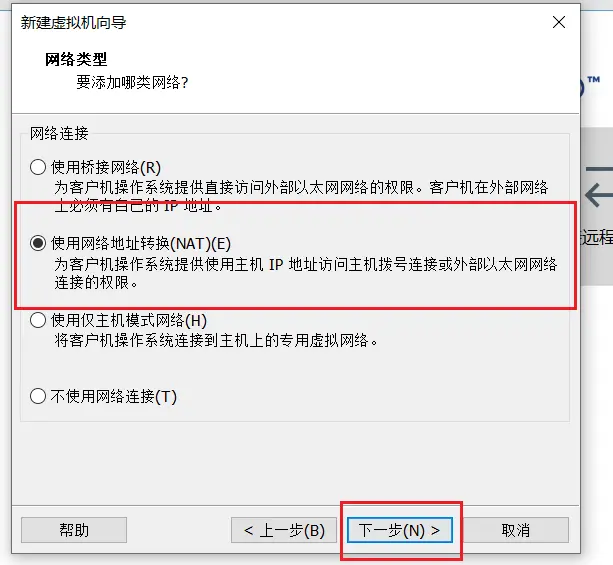 新建虚拟机向导
网络类型
要添加哪类网络?
™
网络连接
使用桥接网络(R)
为客户机操作系统提供直接访问外部以太网网络的权限。客户机在外部网络
上必须有自己的 IP 地址。
使用网络地址转换(NAT)(E)
为客户机操作系统提供使用主机 IP 地址访问主机拨号连接或外部以太网网络
连接的权限。
远程
使用仅主机模式网络(H)
将客户机操作系统连接到主机上的专用虚拟网络。
不使用网络连接(T)
帮助
< 上一步(B)
下一步(N) >
取消